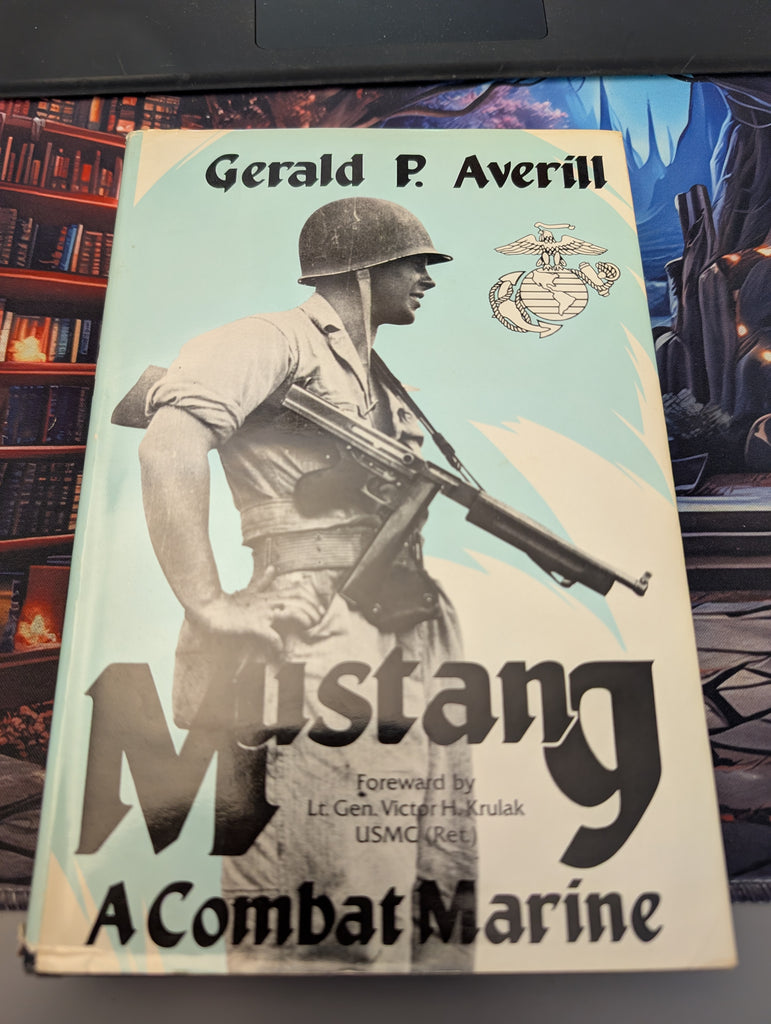 Gerald P. Averill
Mustang
Foreward by
Lt. Gen. Victor H. Krulak
USMC (Ret.)
A Combat Marine